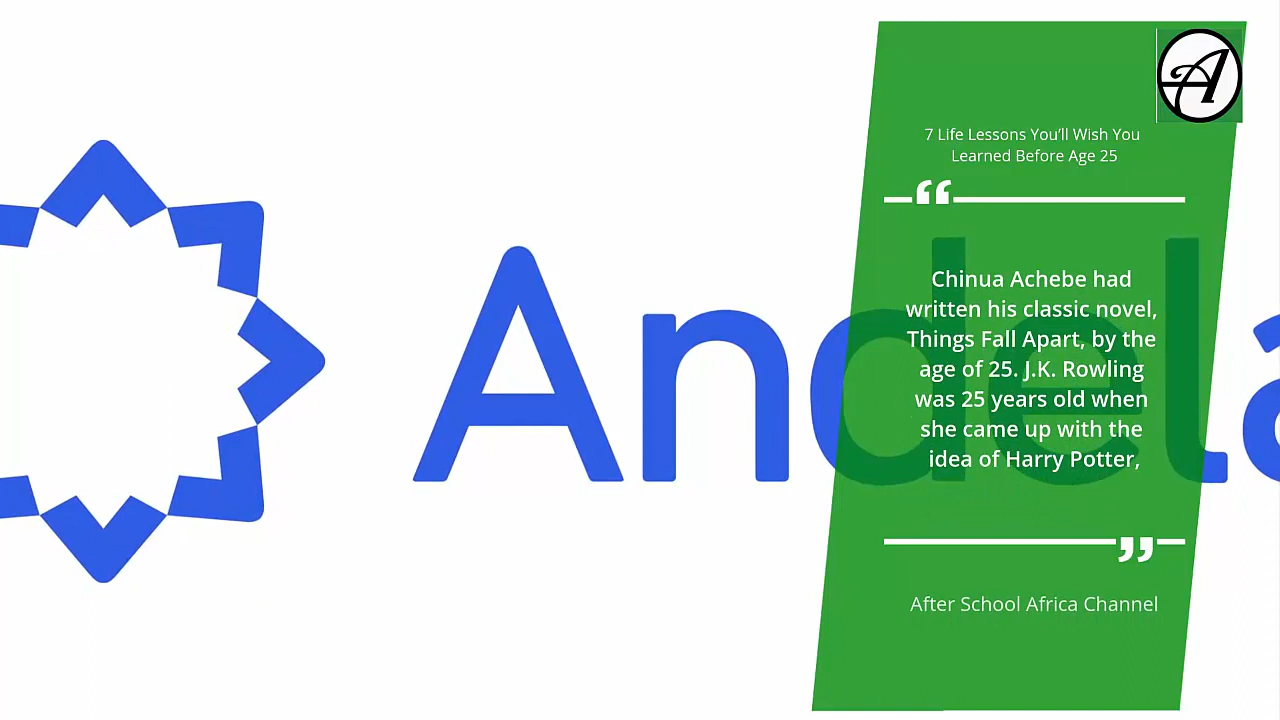 Andela
7 Life Lessons You’ll Wish You
Learned Before Age 25
“
Chinua Achebe had
written his classic novel,
Things Fall Apart, by the
age of 25. J.K. Rowling
was 25 years old when
she came up with the
idea of Harry Potter,
”
After School Africa Channel
A